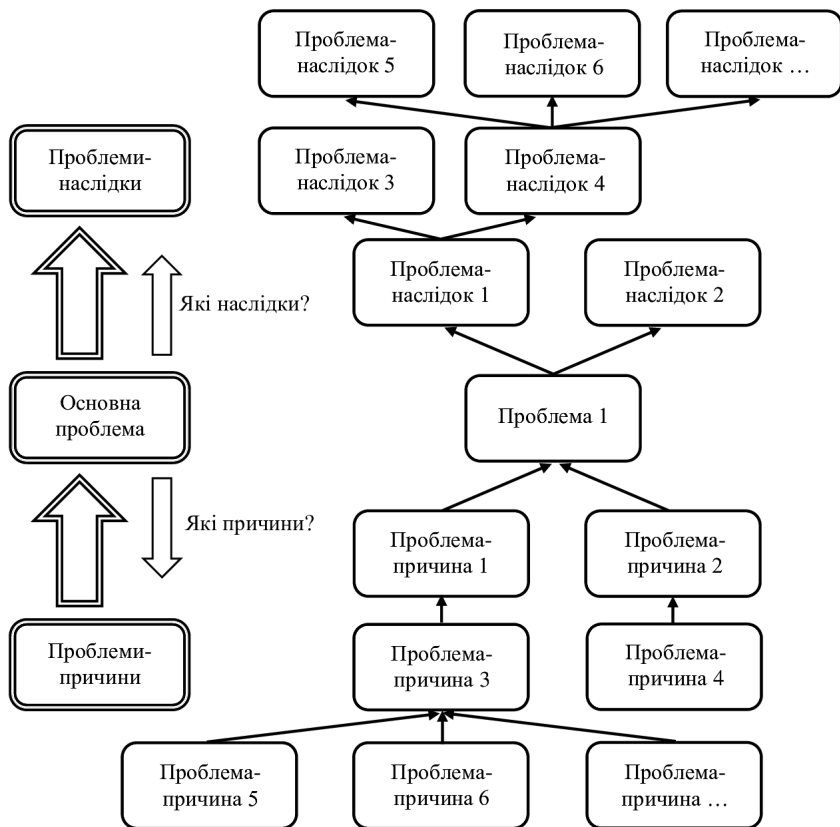 Проблема-
наслідок 5
Проблема-
наслідок 6
Проблема-
наслідок …
Проблеми-
наслідки
Проблема-
наслідок 3
Проблема-
наслідок 4
Які наслідки?
Проблема-
наслідок 1
Проблема-
наслідок 2
Основна
проблема
Проблема 1
Які причини?
Проблема-
причина 1
Проблема-
причина 2
Проблеми-
причини
Проблема-
причина 3
Проблема-
причина 4
Проблема-
причина 5
Проблема-
причина 6
Проблема-
причина …